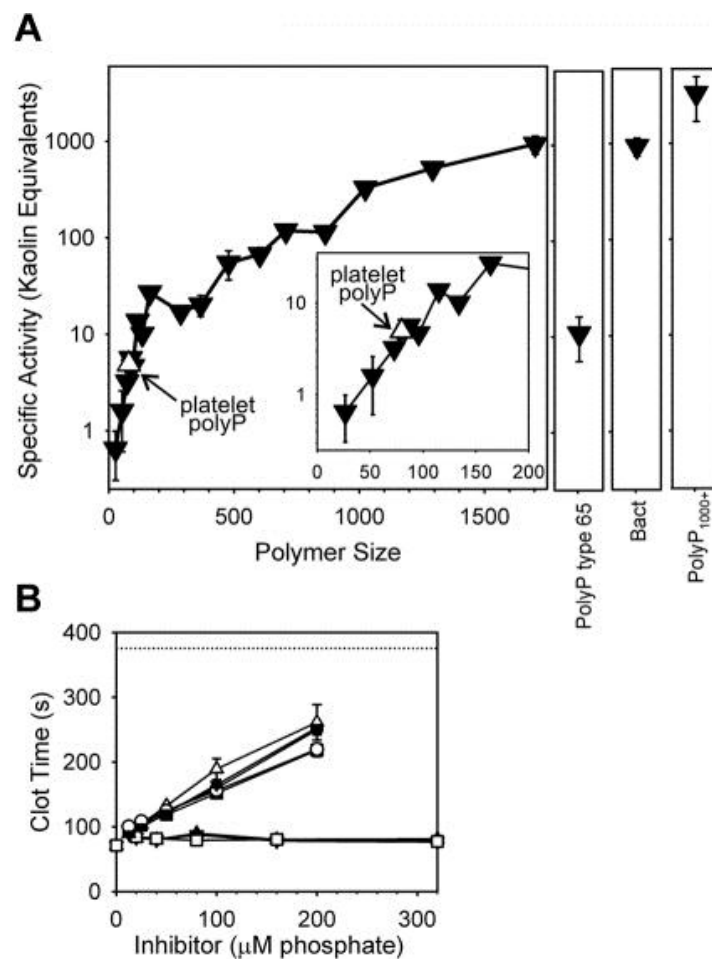 A
Specific Activity (Kaolin Equivalents)
1000
100
10
1
platelet
polyP
10
1
0 50 100 150 200
platelet
polyP
0 500 1000 1500
Polymer Size
PolyP type 65
Bact
PolyP1000+
B
Clot Time (s)
400
300
200
100
0
0 100 200 300
Inhibitor (μM phosphate)